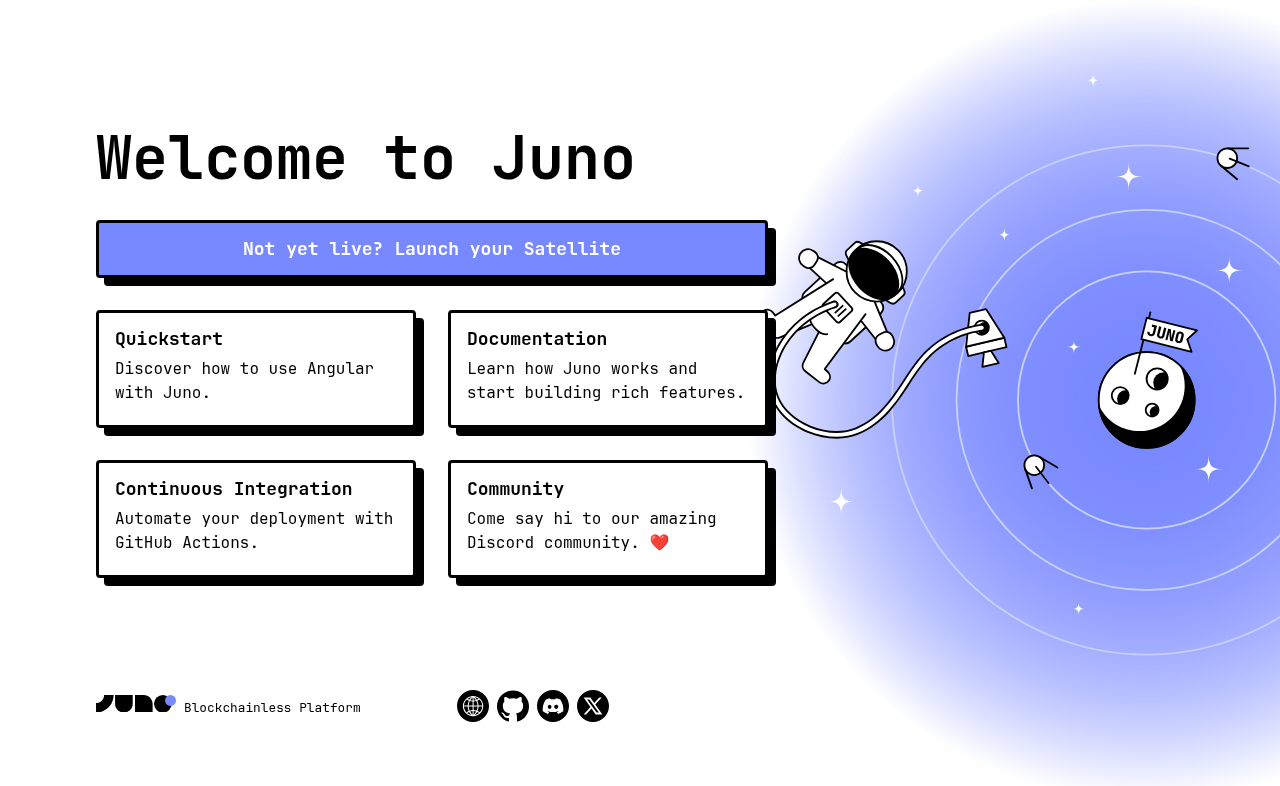 Welcome to Juno
Not yet live? Launch your Satellite
Quickstart
Discover how to use Angular
with Juno.
Documentation
Learn how Juno works and
start building rich features.
Continuous Integration
Automate your deployment with
GitHub Actions.
Community
Come say hi to our amazing
Discord community. ❤️
JUNO
JUNO Blockchainless Platform